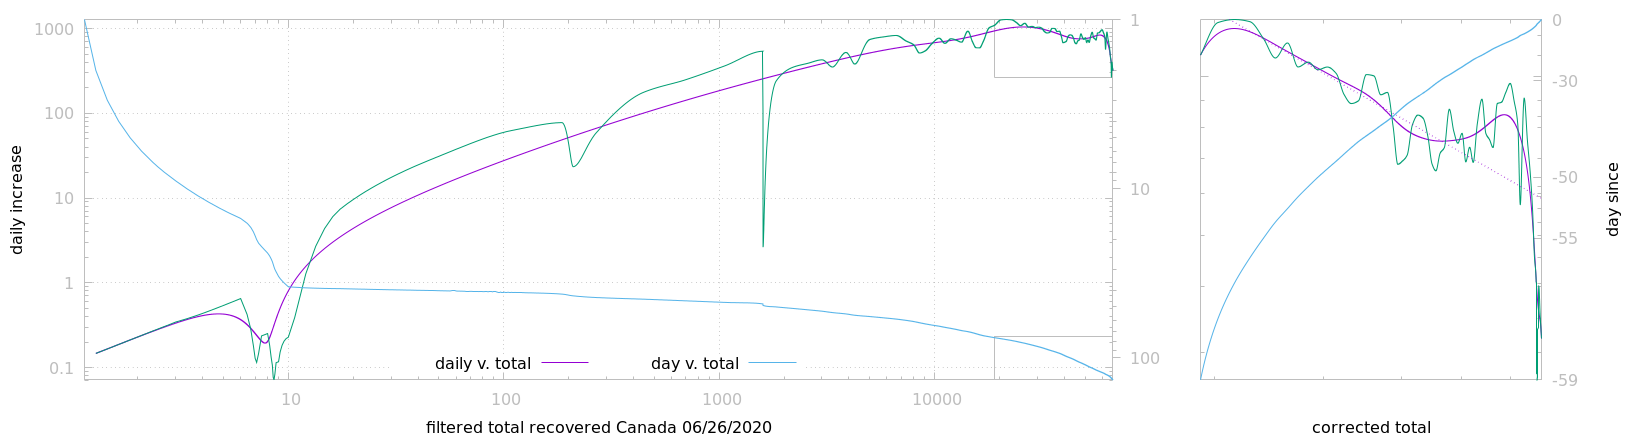 1000
100
10
1
0.1
daily increase
10
100
1000
10000
daily v. total
day v. total
filtered total recovered Canada 06/26/2020
1
10
100
0
-30
-50
-55
-59
day since
corrected total